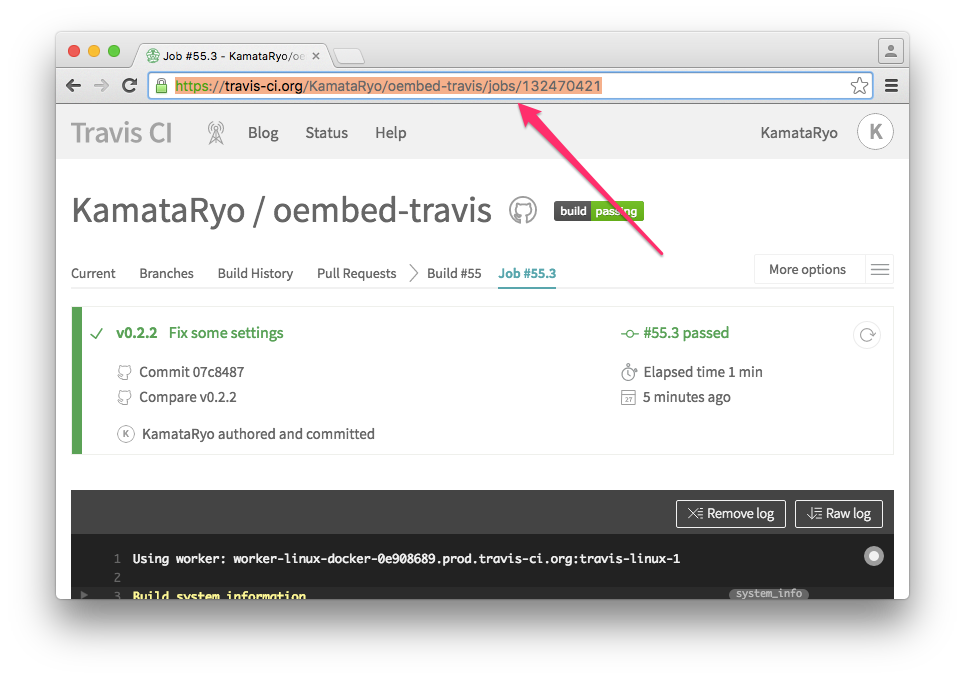 Job #55.3 - KamataRyo/oe
https://travis-ci.org/KamataRyo/oembed-travis/jobs/132470421
Travis CI Blog Status Help KamataRyo K
KamataRyo / oembed-travis build passing
Current Branches Build History Pull Requests Build #55 Job #55.3 More options
v0.2.2 Fix some settings #55.3 passed
Commit 07c8487 Elapsed time 1 min
Compare v0.2.2 27 5 minutes ago
K KamataRyo authored and committed
Remove log Raw log
1 Using worker: worker-linux-docker-0e908689.prod.travis-ci.org:travis-linux-1
2
3 Build system information system_info